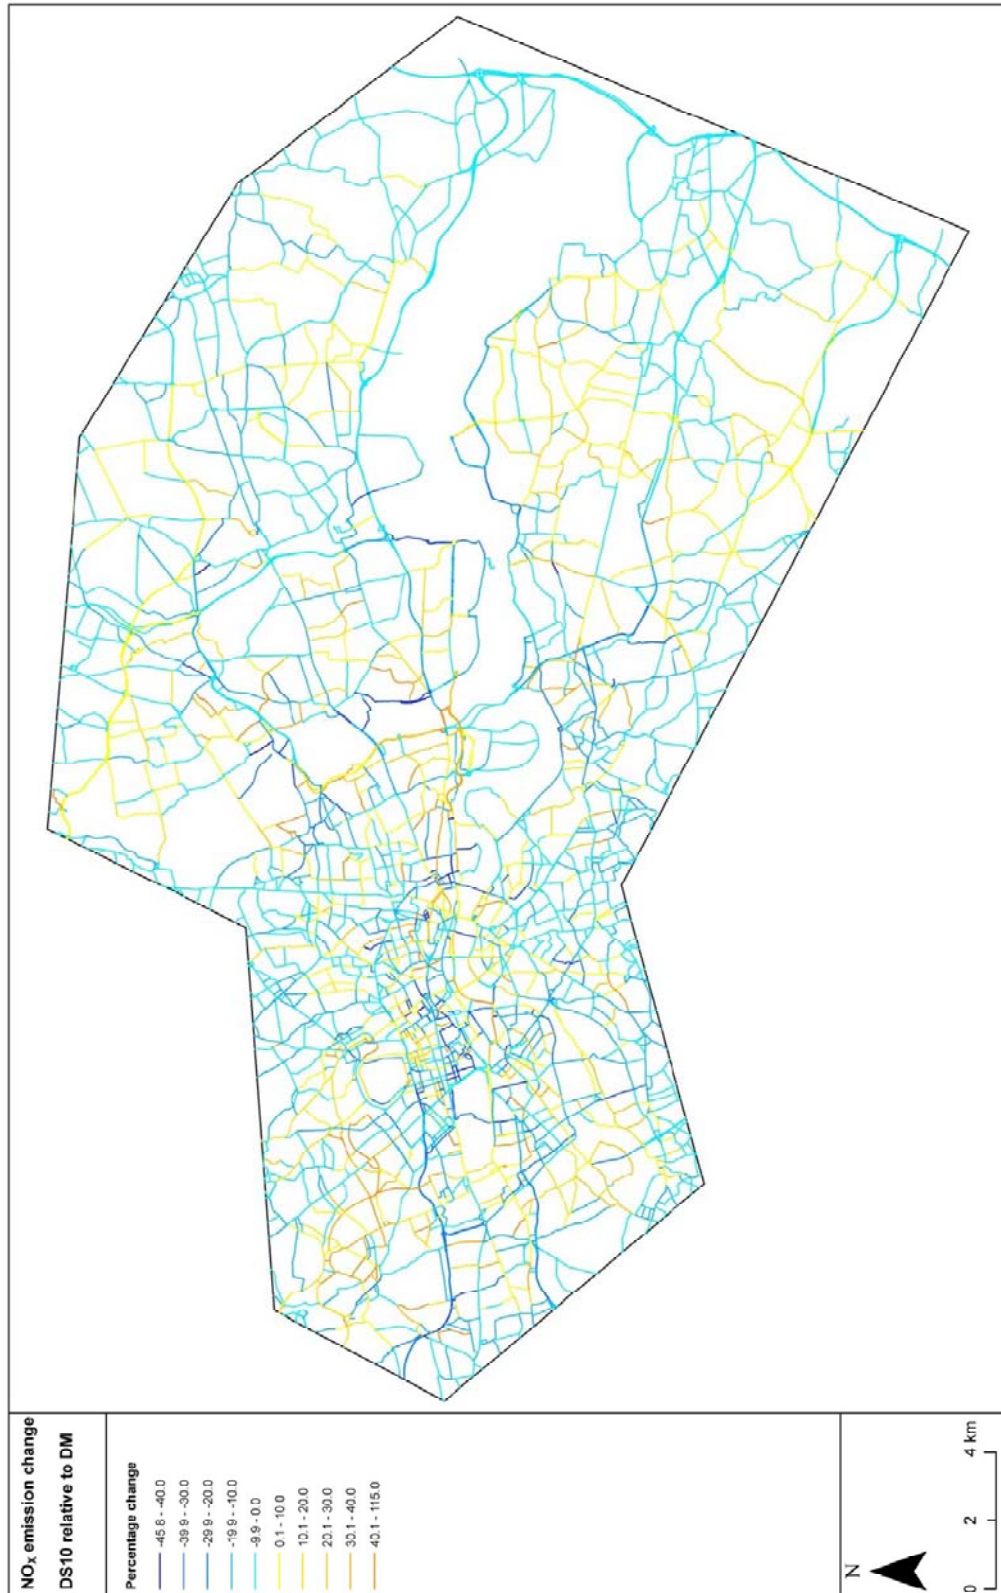 NOX emission change
DS10 relative to DM
Percentage change
-45.8 - -40.0
-39.9 - -30.0
-29.9 - -20.0
-19.9 - -10.0
-9.9 - 0.0
0.1 - 10.0
10.1 - 20.0
20.1 - 30.0
30.1 - 40.0
40.1 - 115.0
N
0 2 4 km